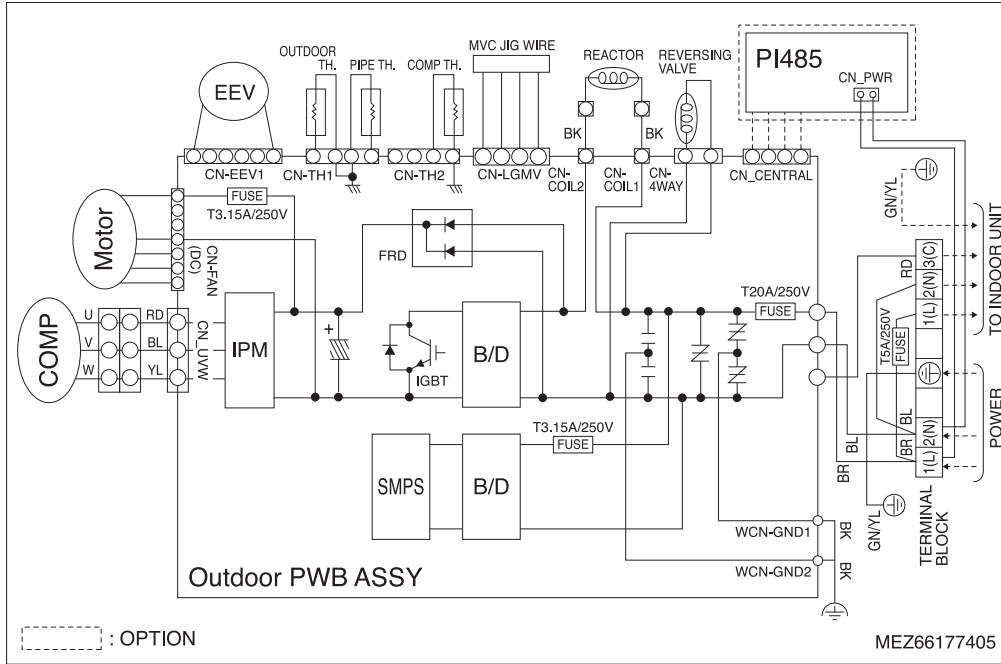 OUTDOOR
TH.
PIPE TH.
COMP TH.
MVC JIG WIRE
REACTOR
REVERSING
VALVE
PI485
CN_PWR
EEV
BK
BK
CN-EEV1
CN-TH1
CN-TH2
CN-LGMV
CN-
COIL2
CN-
COIL1
CN-
4WAY
CN_CENTRAL
GN/YL
TO INDOOR UNIT
FUSE
T3.15A/250V
Motor
CN-FAN
(DC)
FRD
RD
3(C)
2(N)
1(L)
T5A/250V
FUSE
T20A/250V
FUSE
COMP
U
V
W
RD
BL
YL
CN_UVW
IPM
+
IGBT
B/D
T3.15A/250V
FUSE
SMPS
B/D
BL
BR
BL
BR
2(N)
1(L)
POWER
GN/YL
TERMINAL
BLOCK
WCN-GND1
BK
WCN-GND2
BK
Outdoor PWB ASSY
: OPTION
MEZ66177405